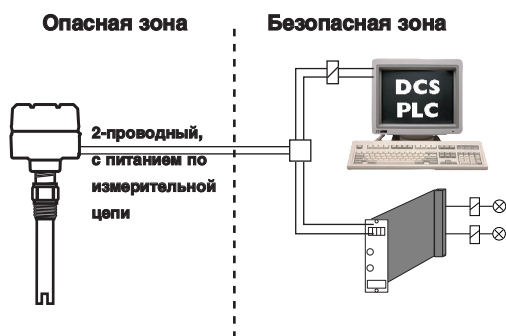 Опасная зона
Безопасная зона
2-проводный,
с питанием по
измерительной
цепи
DCS
PLC